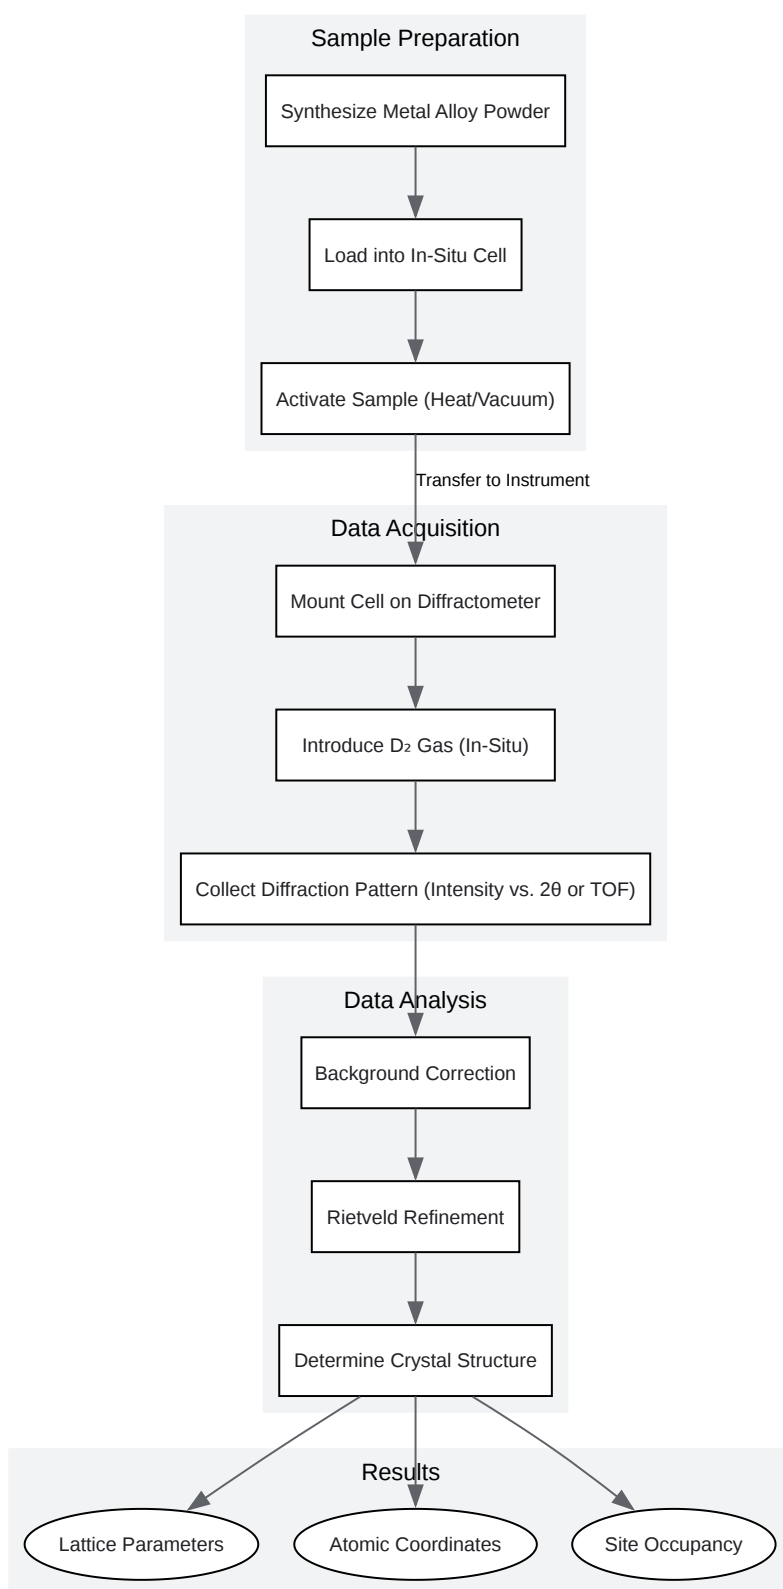 Sample Preparation
Synthesize Metal Alloy Powder
Load into In-Situ Cell
Activate Sample (Heat/Vacuum)
Transfer to Instrument
Data Acquisition
Mount Cell on Diffractometer
Introduce D₂ Gas (In-Situ)
Collect Diffraction Pattern (Intensity vs. 2θ or TOF)
Data Analysis
Background Correction
Rietveld Refinement
Determine Crystal Structure
Results
Lattice Parameters
Atomic Coordinates
Site Occupancy